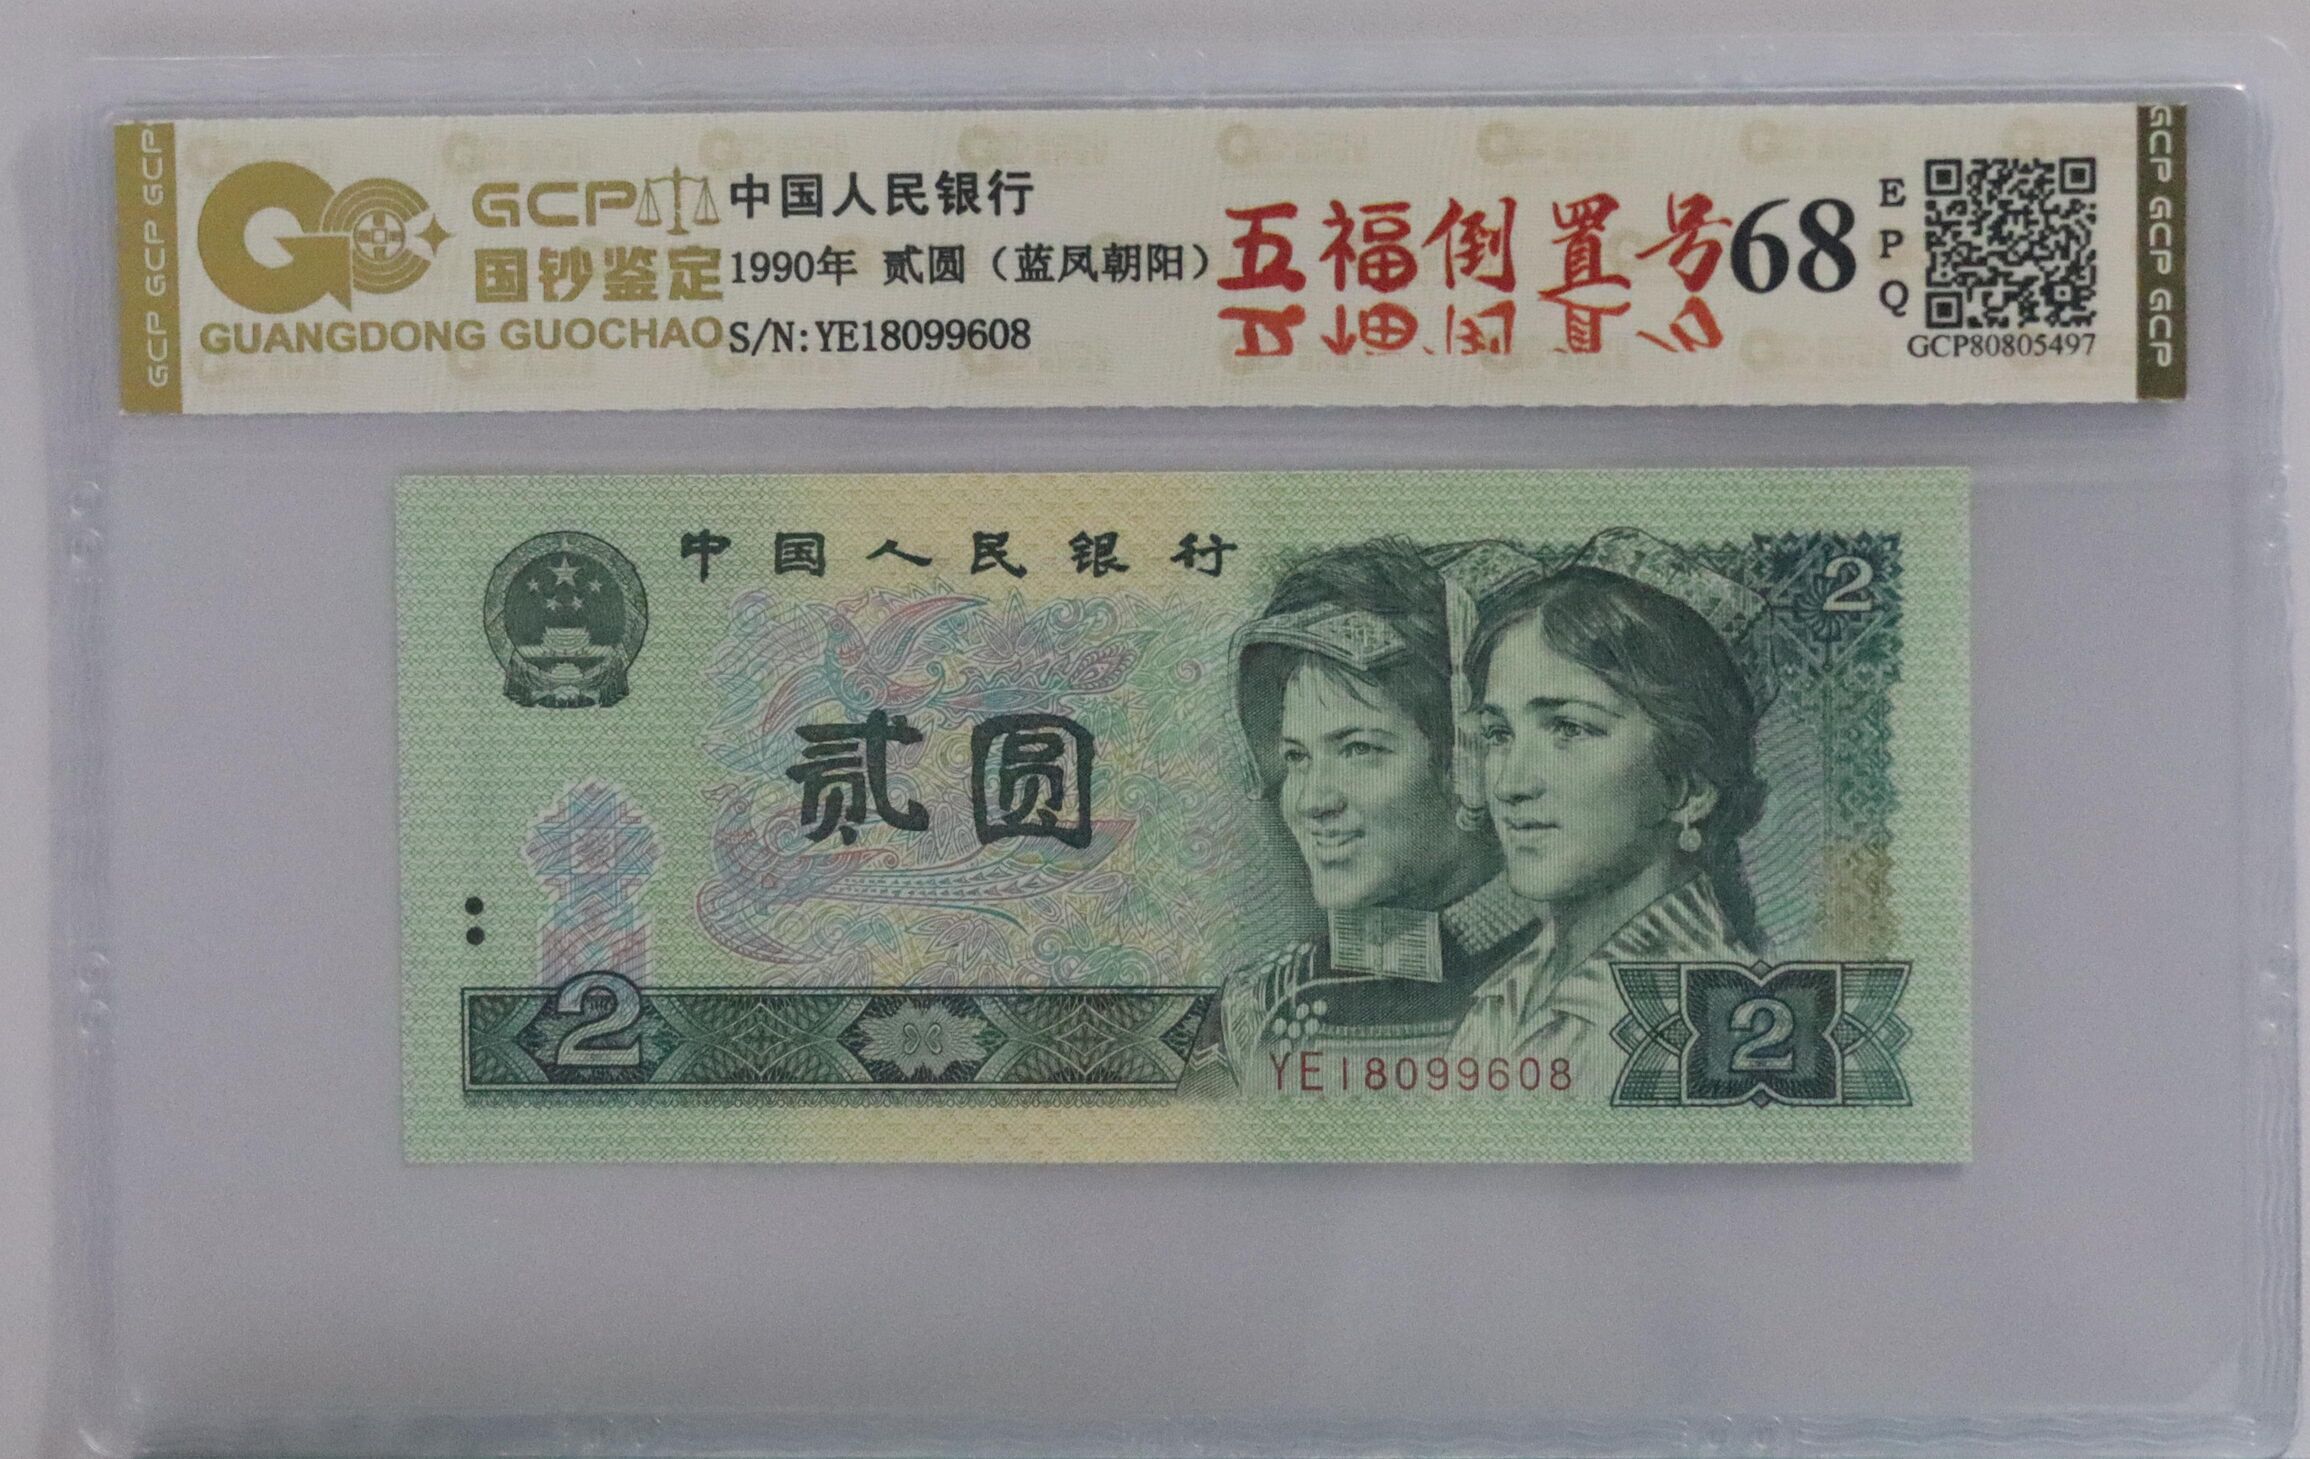 GCP GCP GCP
GCP
国钞鉴定
GUANGDONG GUOCHAO
中国人民银行
1990年 贰圆（蓝凤朝阳）
S/N:YE18099608
五福倒置号
68
EPQ
GCP80805497
GCP GCP GCP
中国人民银行
2
贰圆
2
YE18099608
2